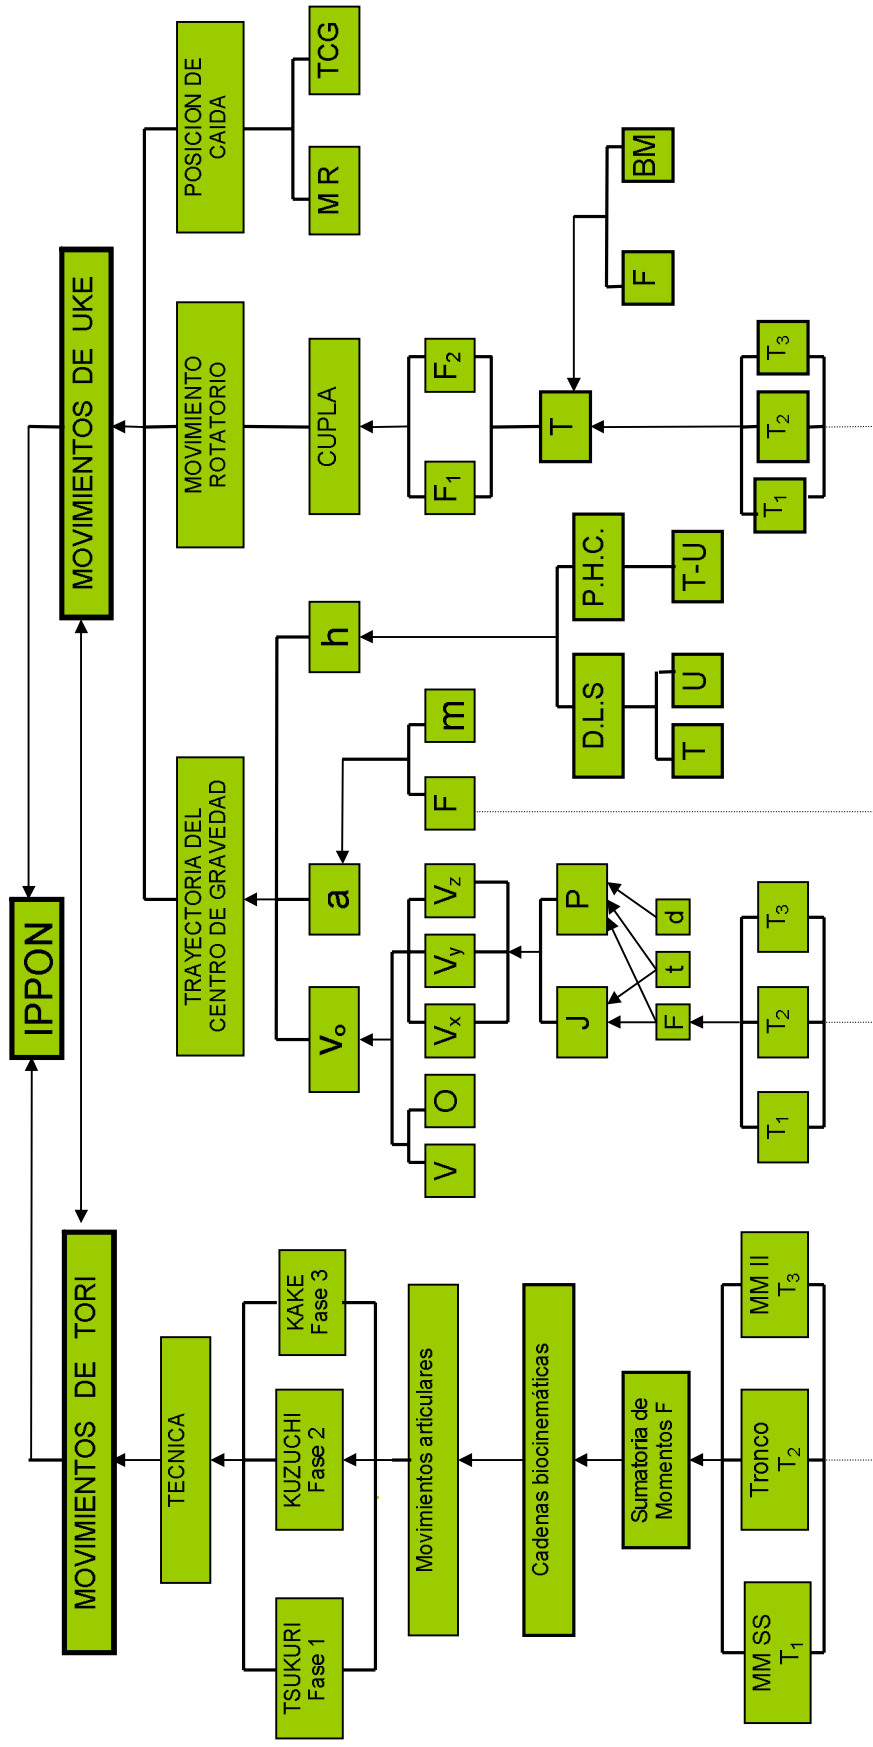 IPPON
MOVIMIENTOS DE TORI
MOVIMIENTOS DE UKE
TECNICA
TRAYECTORIA DEL
CENTRO DE GRAVEDAD
MOVIMIENTO
ROTATORIO
POSICION DE
CAIDA
TSUKURI
Fase 1
KUZUCHI
Fase 2
KAKE
Fase 3
Vo
a
h
CUPLA
M R
TCG
Movimientos articulares
V
O
Vx
Vy
Vz
F
m
F1
F2
Cadenas biocinemáticas
J
P
D.L.S
P.H.C.
T
Sumatoria de
Momentos F
F
t
d
T
U
T-U
F
BM
MM SS
T1
Tronco
T2
MM II
T3
T1
T2
T3
T1
T2
T3